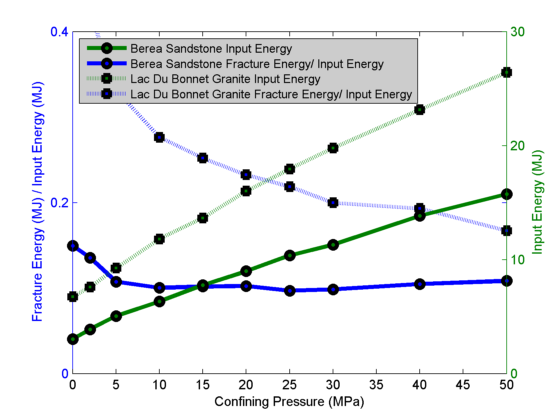 0.4
30
Berea Sandstone Input Energy
Berea Sandstone Fracture Energy/ Input Energy
Lac Du Bonnet Granite Input Energy
Lac Du Bonnet Granite Fracture Energy/ Input Energy
Fracture Energy (MJ) / Input Energy (MJ)
Input Energy (MJ)
20
0.2
10
0
0
0 5 10 15 20 25 30 35 40 45 50
Confining Pressure (MPa)